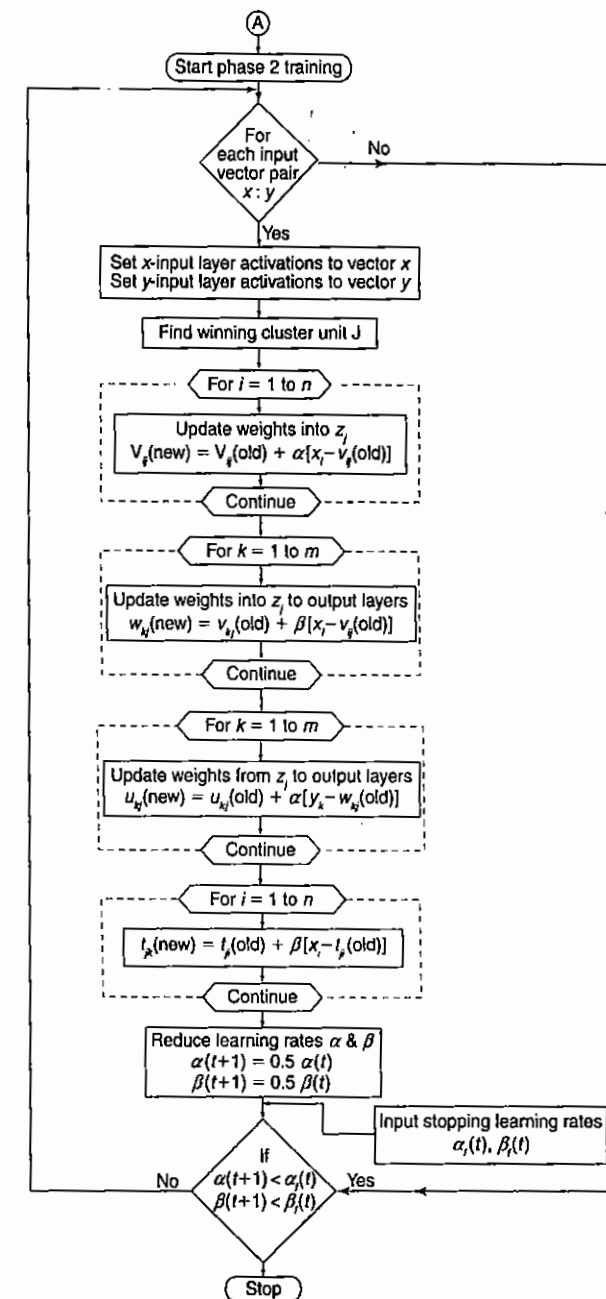 A
Start phase 2 training
For
each input
vector pair
x : y
No
Yes
Set x-input layer activations to vector x
Set y-input layer activations to vector y
Find winning cluster unit J
For i = 1 to n
Update weights into zj
Vij(new) = Vij(old) + α[xi–vij(old)]
Continue
For k = 1 to m
Update weights into zj to output layers
wkj(new) = vkj(old) + β[xi–vij(old)]
Continue
For k = 1 to m
Update weights from zj to output layers
ukj(new) = ukj(old) + α[yk–wkj(old)]
Continue
For i = 1 to n
tjk(new) = tji(old) + β[xi–tji(old)]
Continue
Reduce learning rates α & β
α(t+1) = 0.5 α(t)
β(t+1) = 0.5 β(t)
Input stopping learning rates
αf(t), βf(t)
If
α(t+1) < αf(t)
β(t+1) < βf(t)
No
Yes
Stop